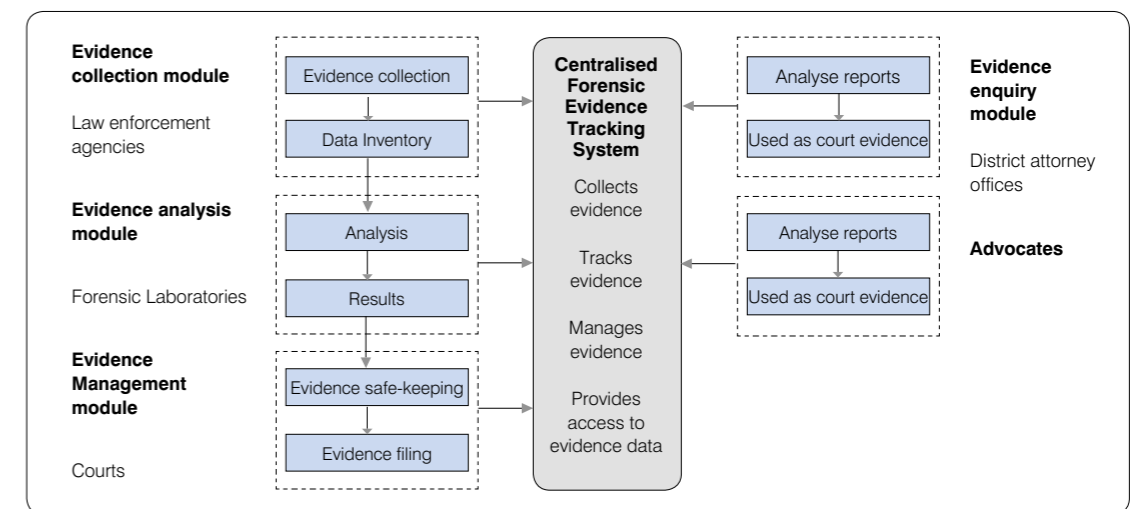 Evidence
collection module
Law enforcement
agencies
Evidence collection
Data Inventory
Evidence analysis
module
Forensic Laboratories
Analysis
Results
Evidence
Management
module
Courts
Evidence safe-keeping
Evidence filing
Centralised
Forensic
Evidence
Tracking
System
Collects
evidence
Tracks
evidence
Manages
evidence
Provides
access to
evidence data
Analyse reports
Used as court evidence
Evidence
enquiry
module
District attorney
offices
Analyse reports
Used as court evidence
Advocates